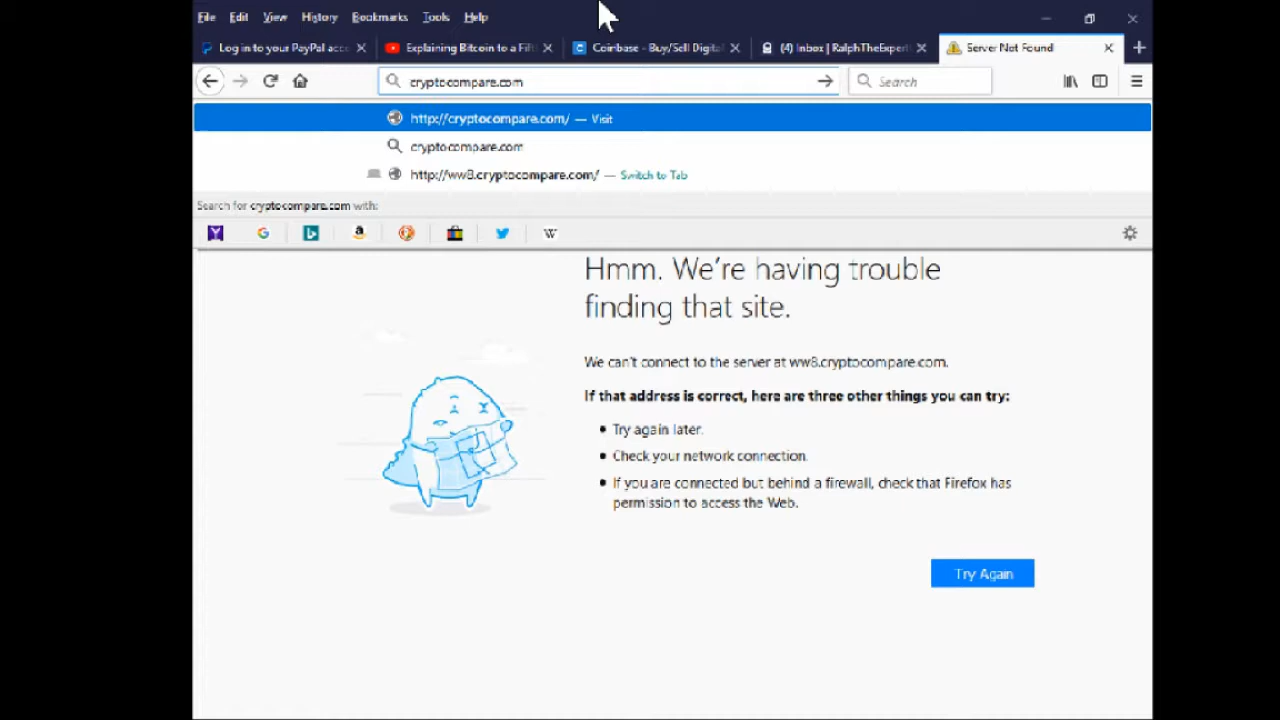 File Edit View History Bookmarks Tools Help
Log in to your PayPal acco Explaining Bitcoin to a Fift Coinbase - Buy/Sell Digital (4) Inbox | RalphTheExpert Server Not Found
cryptocompare.com Search
http://cryptocompare.com/ — Visit
cryptocompare.com
http://ww8.cryptocompare.com/ — Switch to Tab
Search for cryptocompare.com with:
Hmm. We're having trouble
finding that site.
We can't connect to the server at ww8.cryptocompare.com.
If that address is correct, here are three other things you can try:
• Try again later.
• Check your network connection.
• If you are connected but behind a firewall, check that Firefox has
permission to access the Web.
Try Again